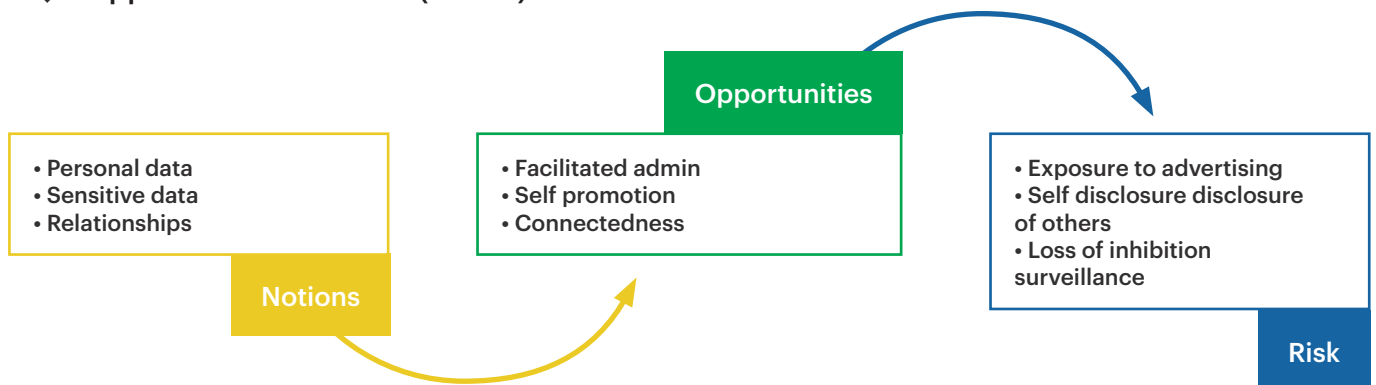 • Personal data
• Sensitive data
• Relationships
Notions
Opportunities
• Facilitated admin
• Self promotion
• Connectedness
• Exposure to advertising
• Self disclosure disclosure
of others
• Loss of inhibition
surveillance
Risk